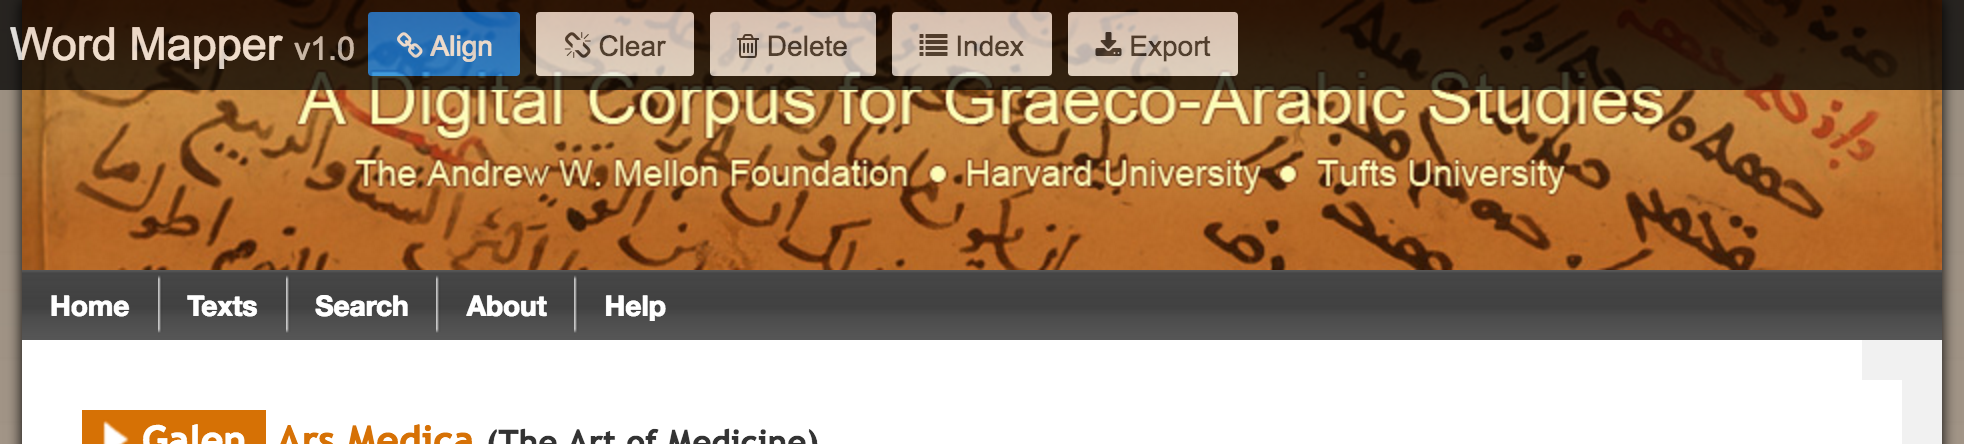 Word Mapper v1.0 Align Clear Delete Index Export
A Digital Corpus for Graeco-Arabic Studies
The Andrew W. Mellon Foundation • Harvard University • Tufts University
Home Texts Search About Help
Galen Ars Medica (The Art of Medicine)